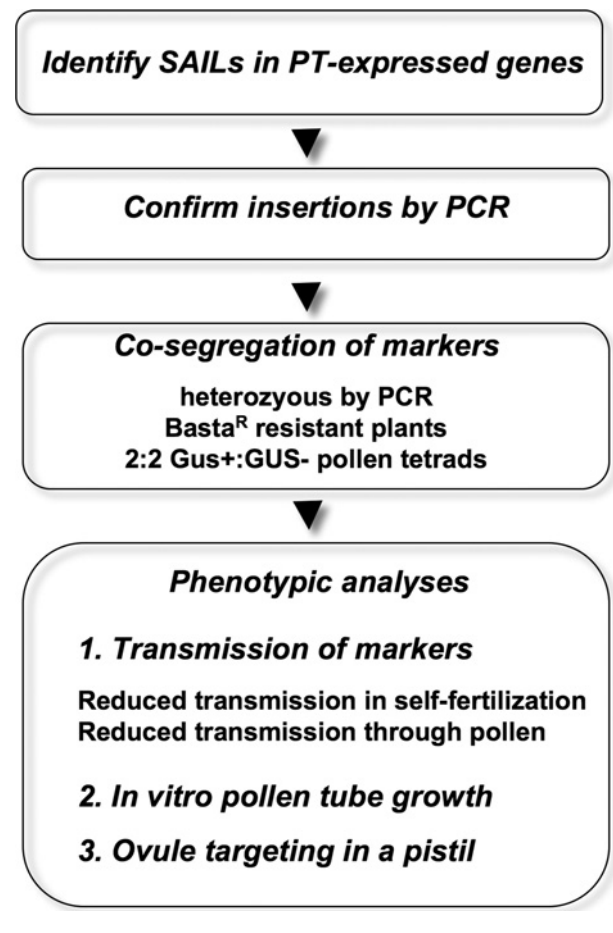 Identify SAILs in PT-expressed genes
Confirm insertions by PCR
Co-segregation of markers
heterozyous by PCR
Basta^R resistant plants
2:2 Gus+:GUS- pollen tetrads
Phenotypic analyses
1. Transmission of markers
Reduced transmission in self-fertilization
Reduced transmission through pollen
2. In vitro pollen tube growth
3. Ovule targeting in a pistil